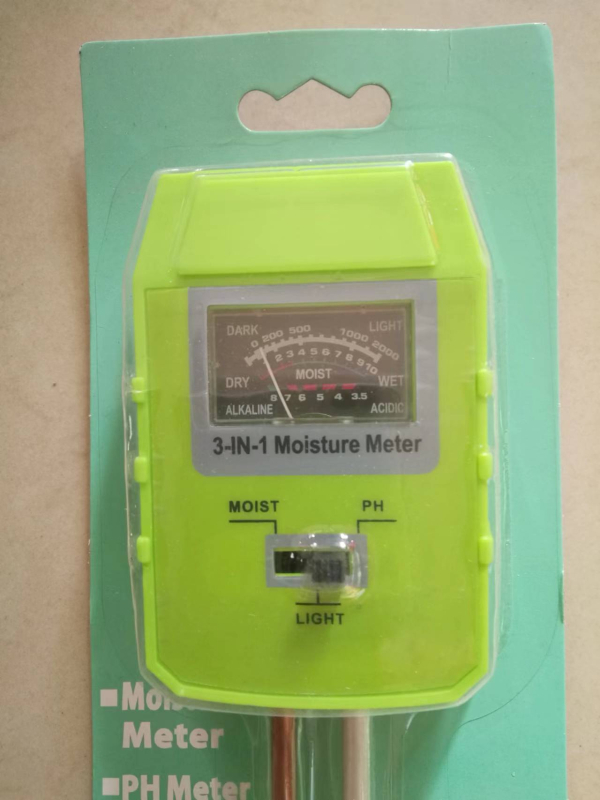 DARK LIGHT
0 200 500 1000 2000
2 3 4 5 6 7 8 9 10
DRY MOIST WET
8 7 6 5 4 3.5
ALKALINE ACIDIC
3-IN-1 Moisture Meter
MOIST PH
LIGHT
Meter
PH Meter